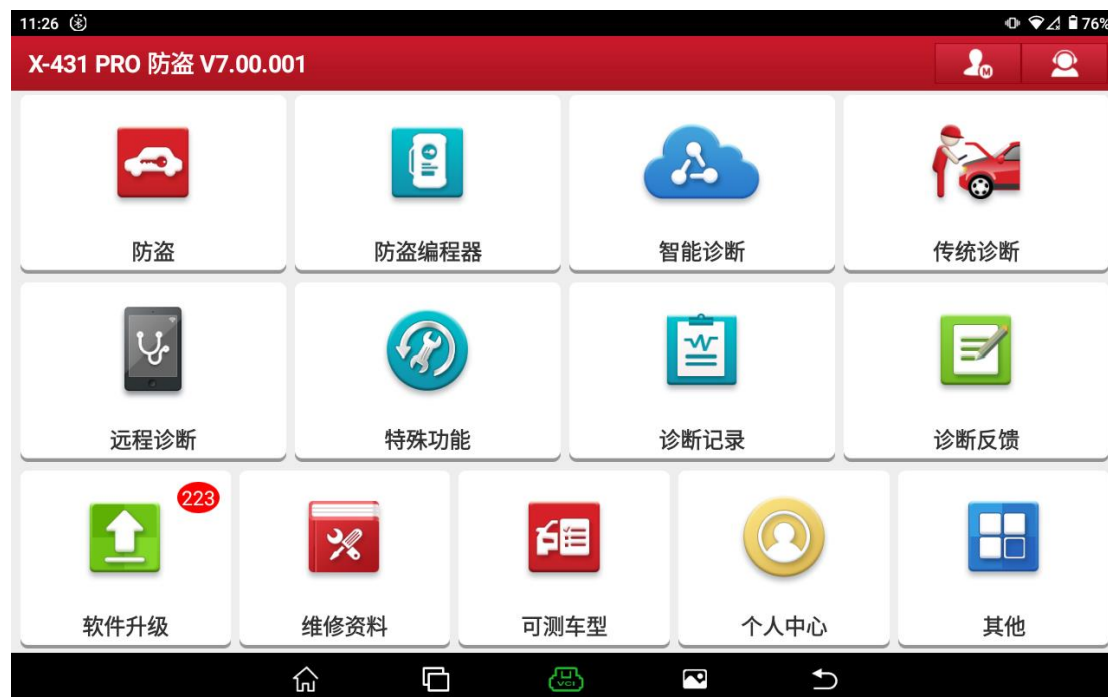 11:26 76%
X-431 PRO 防盗 V7.00.001
M
防盗 防盗编程器 智能诊断 传统诊断
远程诊断 特殊功能 诊断记录 诊断反馈
223
软件升级 维修资料 可测车型 个人中心 其他
VCI